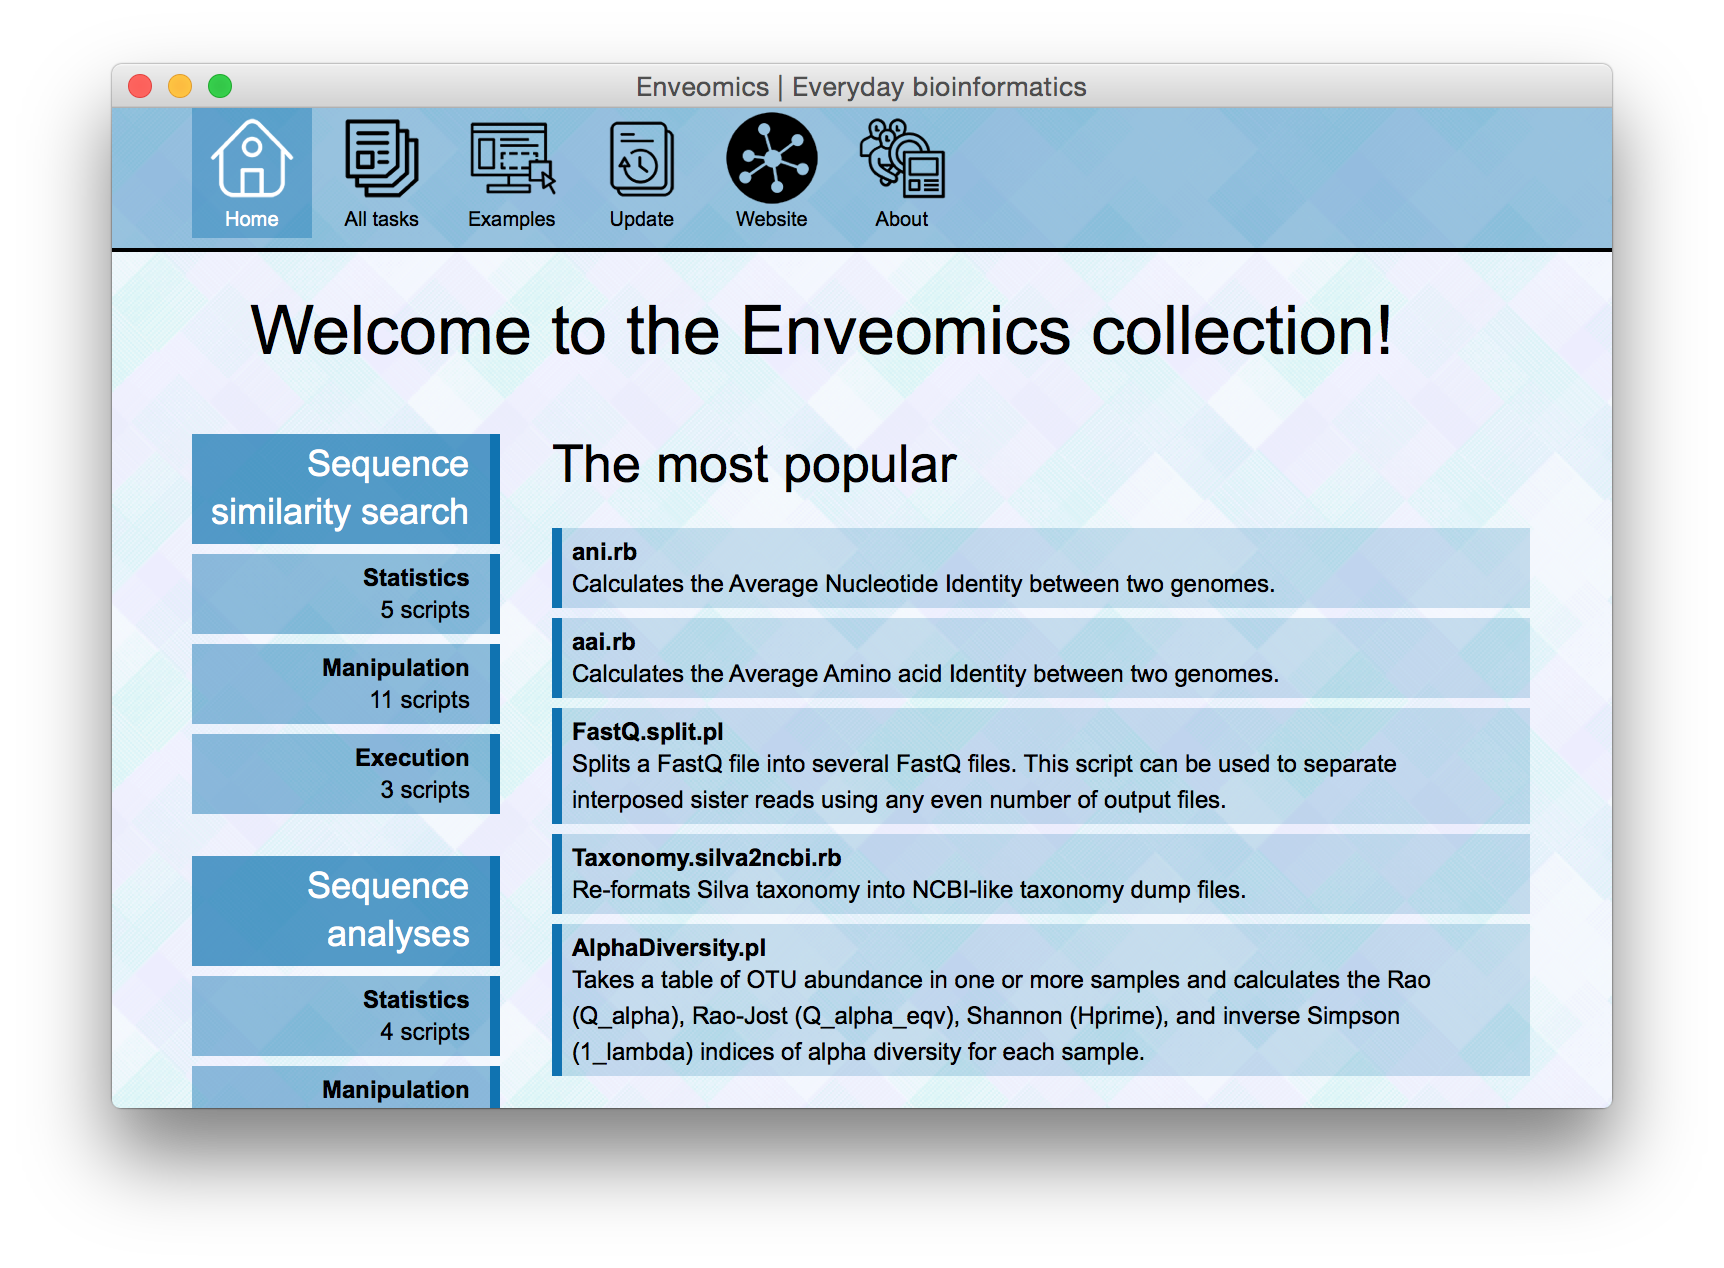 Enveomics | Everyday bioinformatics
Home
All tasks
Examples
Update
Website
About
Welcome to the Enveomics collection!
Sequence
similarity search
Statistics
5 scripts
Manipulation
11 scripts
Execution
3 scripts
Sequence
analyses
Statistics
4 scripts
Manipulation
The most popular
ani.rb
Calculates the Average Nucleotide Identity between two genomes.
aai.rb
Calculates the Average Amino acid Identity between two genomes.
FastQ.split.pl
Splits a FastQ file into several FastQ files. This script can be used to separate
interposed sister reads using any even number of output files.
Taxonomy.silva2ncbi.rb
Re-formats Silva taxonomy into NCBI-like taxonomy dump files.
AlphaDiversity.pl
Takes a table of OTU abundance in one or more samples and calculates the Rao
(Q_alpha), Rao-Jost (Q_alpha_eqv), Shannon (Hprime), and inverse Simpson
(1_lambda) indices of alpha diversity for each sample.